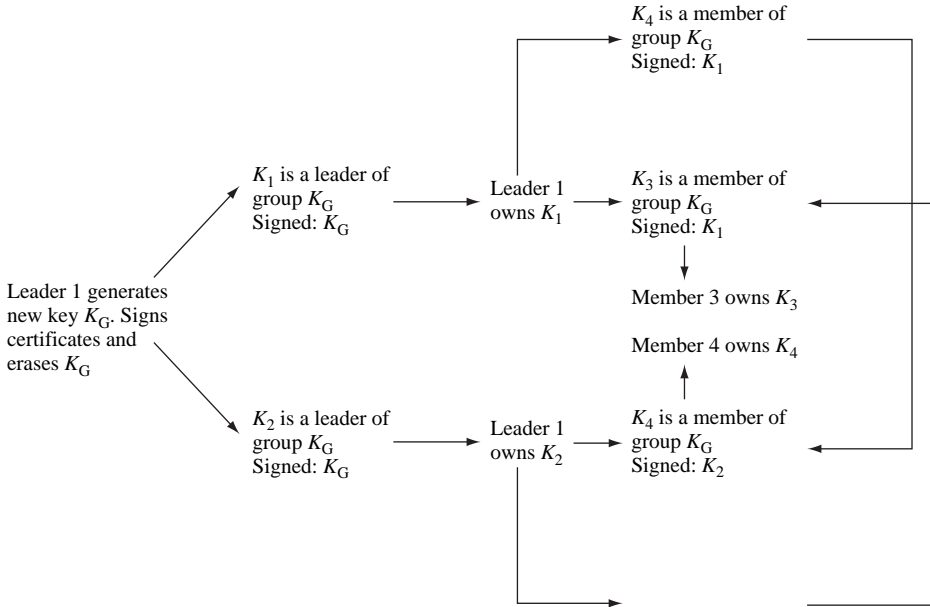 K4 is a member of
group KG
Signed: K1
K1 is a leader of
group KG
Signed: KG
Leader 1
owns K1
K3 is a member of
group KG
Signed: K1
Leader 1 generates
new key KG. Signs
certificates and
erases KG
Member 3 owns K3
Member 4 owns K4
K2 is a leader of
group KG
Signed: KG
Leader 1
owns K2
K4 is a member of
group KG
Signed: K2